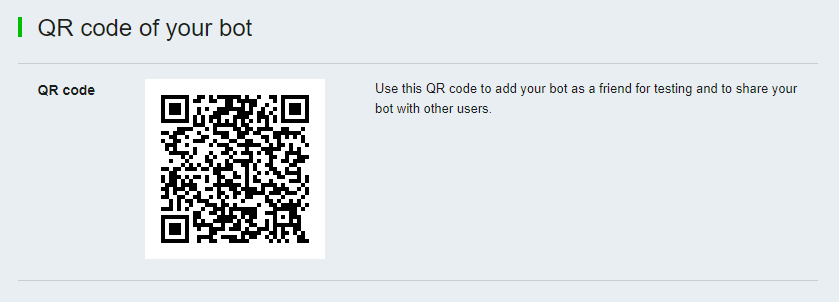 QR code of your bot
QR code
Use this QR code to add your bot as a friend for testing and to share your
bot with other users.